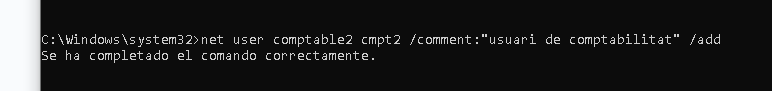 C:\Windows\system32>net user comptable2 cmpt2 /comment:"usuari de comptabilitat" /add
Se ha completado el comando correctamente.